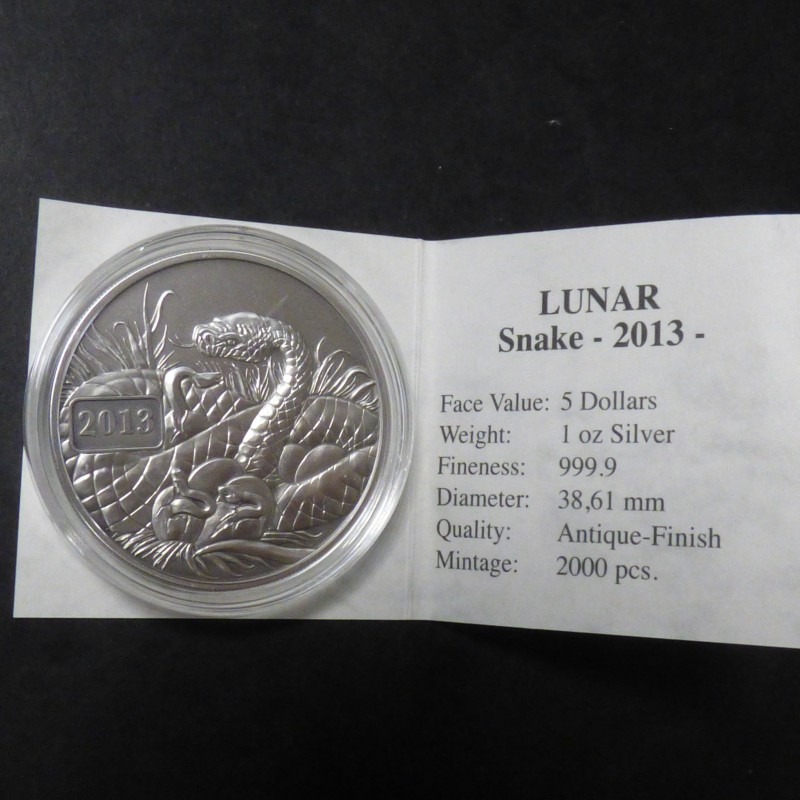 2013
LUNAR
Snake - 2013 -
Face Value: 5 Dollars
Weight: 1 oz Silver
Fineness: 999.9
Diameter: 38,61 mm
Quality: Antique-Finish
Mintage: 2000 pcs.